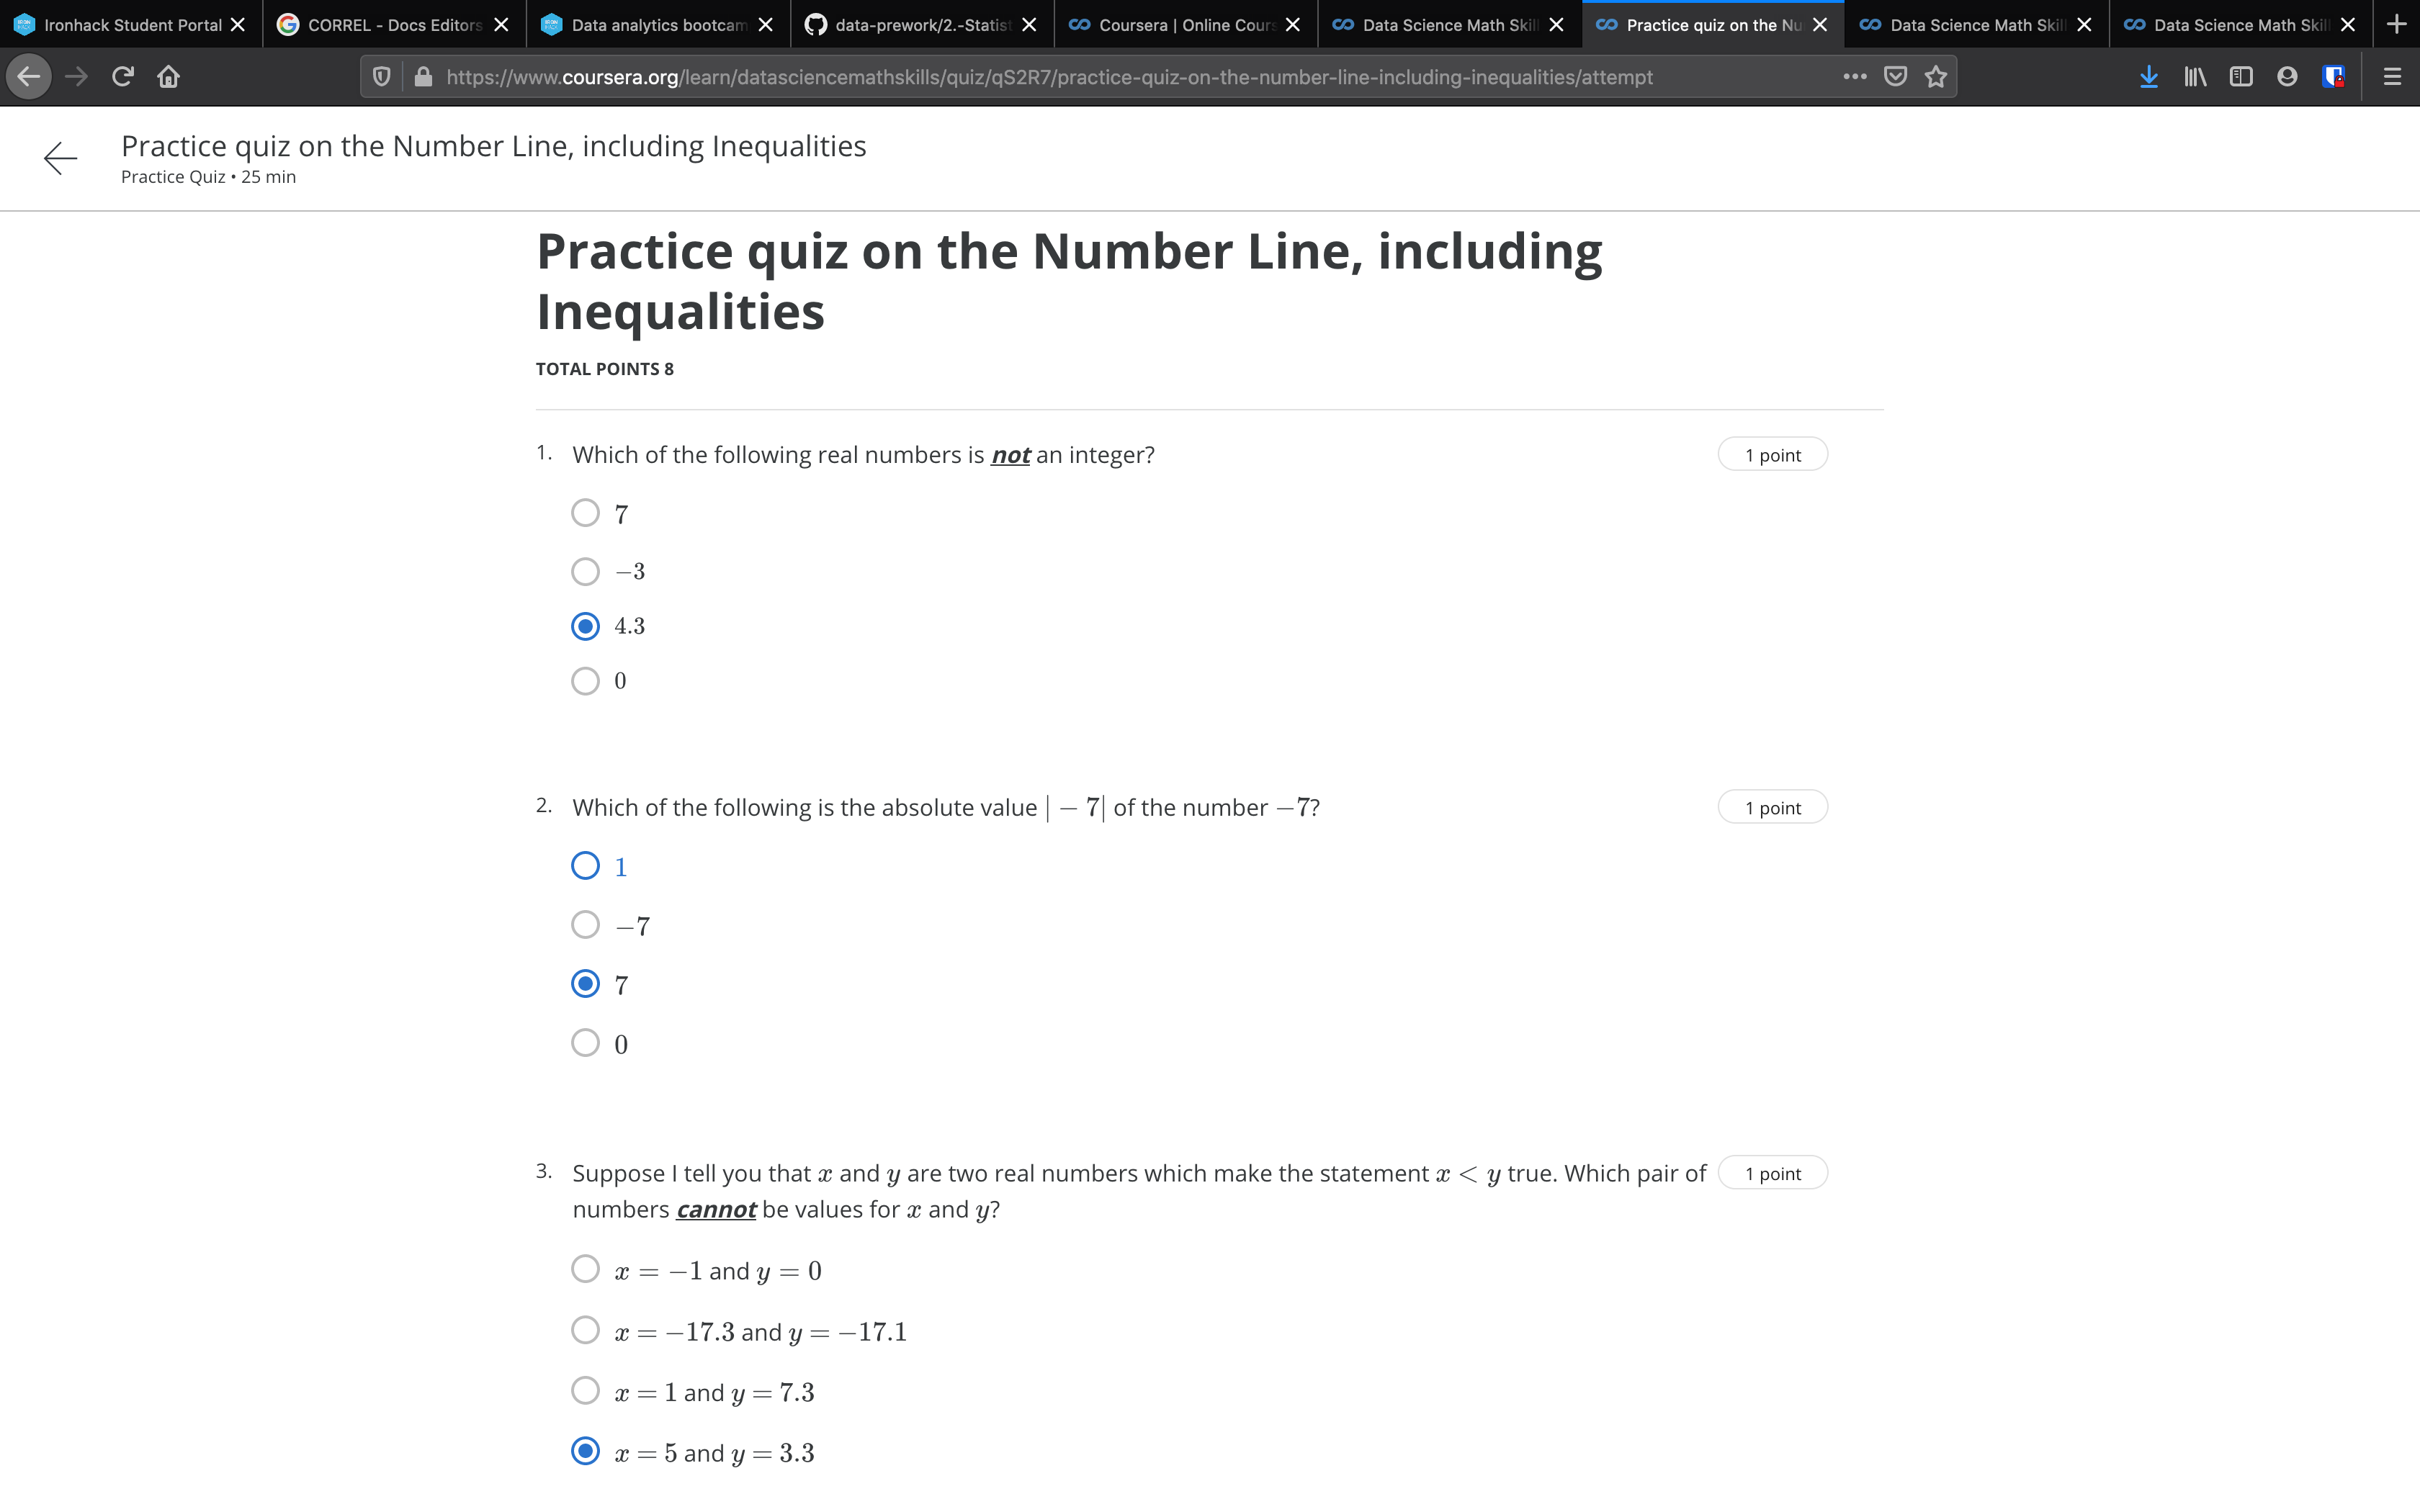 Ironhack Student Portal
CORREL - Docs Editors
Data analytics bootcam
data-prework/2.-Statist
Coursera | Online Cours
Data Science Math Skil
Practice quiz on the Nu
Data Science Math Skil
Data Science Math Skil
https://www.coursera.org/learn/datasciencemathskills/quiz/qS2R7/practice-quiz-on-the-number-line-including-inequalities/attempt
Practice quiz on the Number Line, including Inequalities
Practice Quiz • 25 min
Practice quiz on the Number Line, including
Inequalities
TOTAL POINTS 8
1. Which of the following real numbers is not an integer? 1 point
7
−3
4.3
0
2. Which of the following is the absolute value | − 7| of the number −7? 1 point
1
−7
7
0
3. Suppose I tell you that x and y are two real numbers which make the statement x < y true. Which pair of 1 point
numbers cannot be values for x and y?
x = −1 and y = 0
x = −17.3 and y = −17.1
x = 1 and y = 7.3
x = 5 and y = 3.3